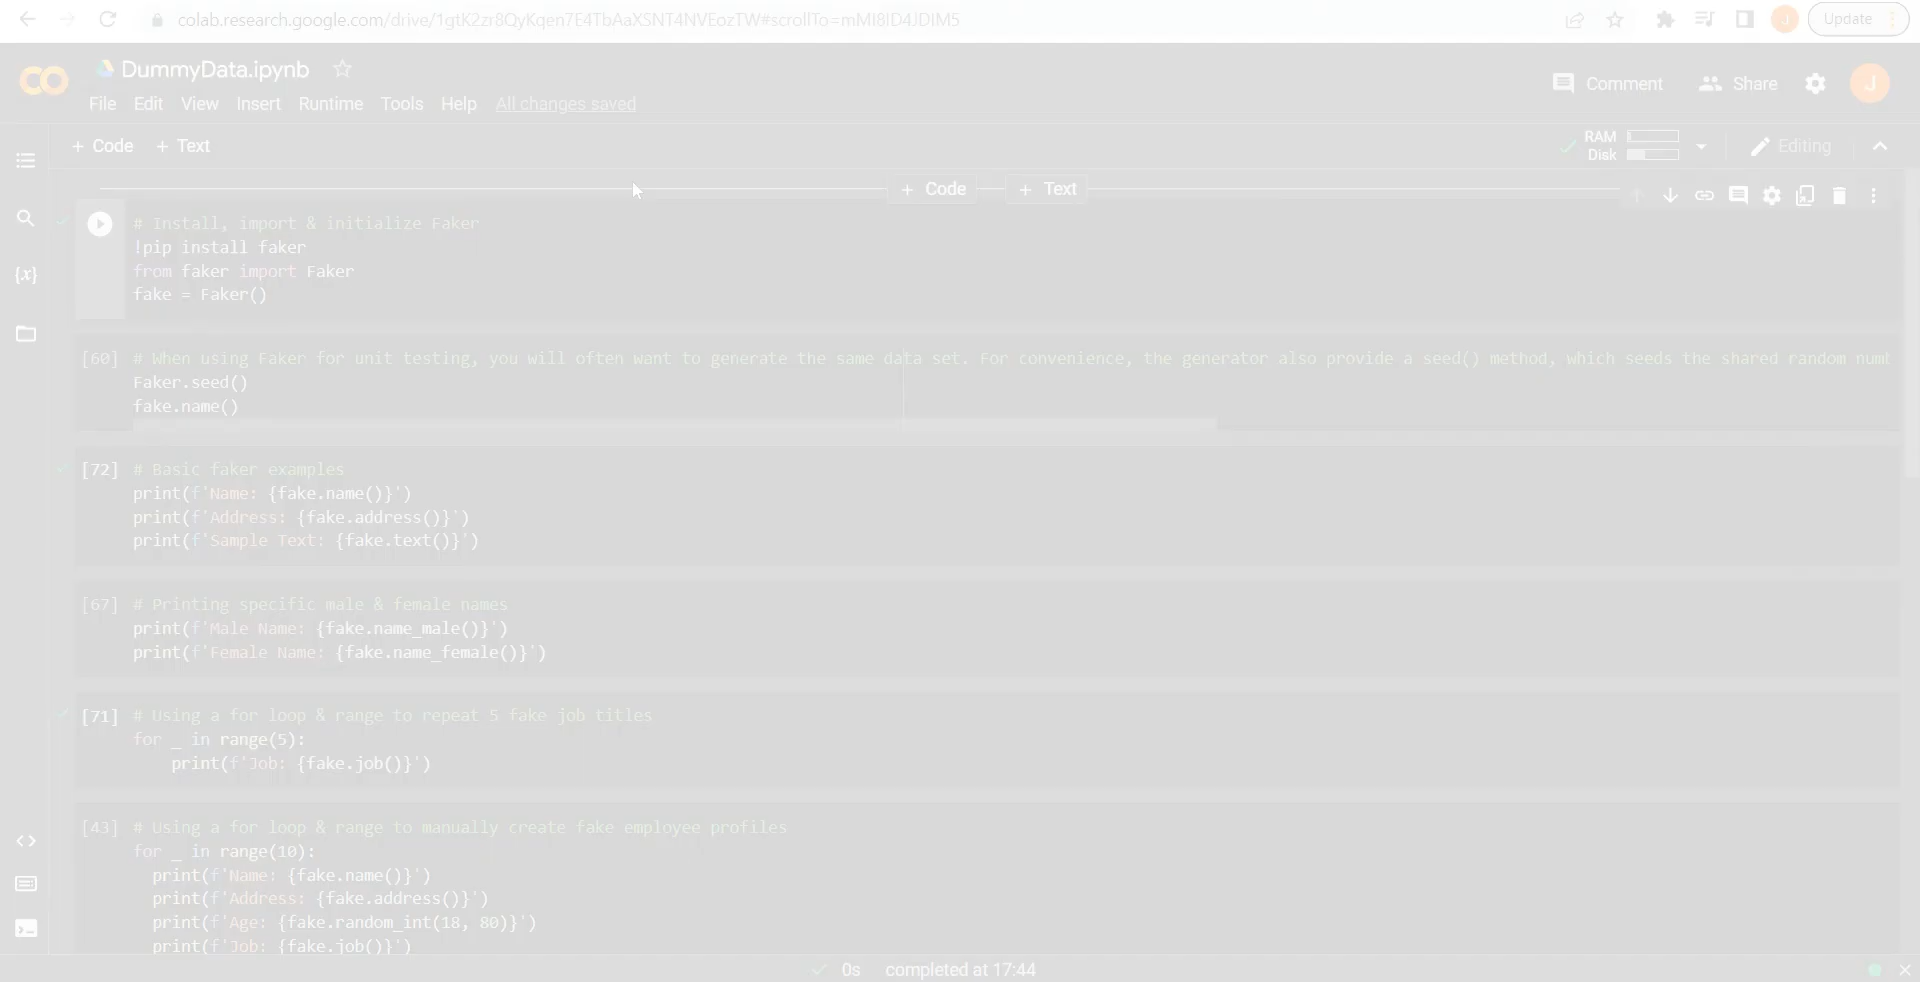 colab.research.google.com/drive/1gtK2zr8QyKqen7E4TbAaXSNT4NVEozTW#scrollTo=mMI8ID4JDIM5
Update
J
CO
DummyData.ipynb
File Edit View Insert Runtime Tools Help All changes saved
Comment
Share
J
+ Code + Text
RAM
Disk
Editing
+ Code + Text
# Install, import & initialize Faker
!pip install faker
from faker import Faker
fake = Faker()
[60] # When using Faker for unit testing, you will often want to generate the same data set. For convenience, the generator also provide a seed() method, which seeds the shared random numb
Faker.seed()
fake.name()
[72] # Basic faker examples
print(f'Name: {fake.name()}')
print(f'Address: {fake.address()}')
print(f'Sample Text: {fake.text()}')
[67] # Printing specific male & female names
print(f'Male Name: {fake.name_male()}')
print(f'Female Name: {fake.name_female()}')
[71] # Using a for loop & range to repeat 5 fake job titles
for _ in range(5):
print(f'Job: {fake.job()}')
[43] # Using a for loop & range to manually create fake employee profiles
for _ in range(10):
print(f'Name: {fake.name()}')
print(f'Address: {fake.address()}')
print(f'Age: {fake.random_int(18, 80)}')
print(f'Job: {fake.job()}')
0s completed at 17:44